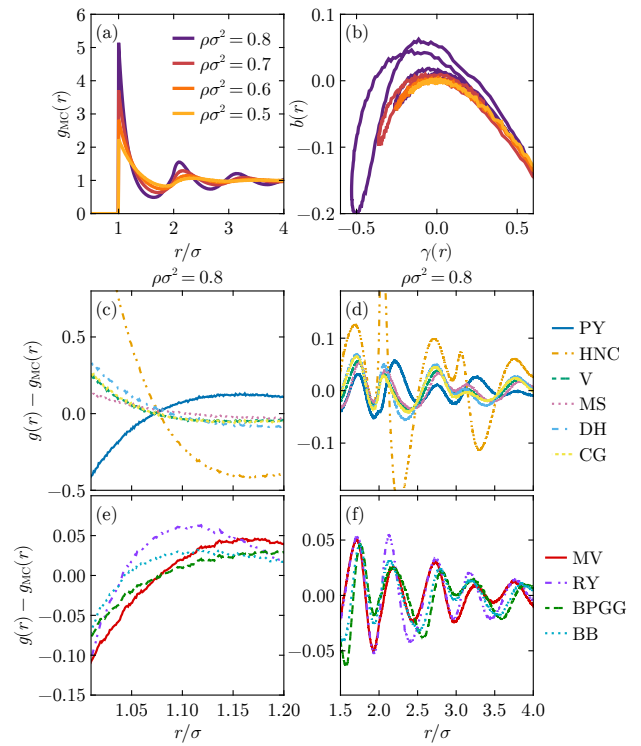 (a)
ρσ² = 0.8
ρσ² = 0.7
ρσ² = 0.6
ρσ² = 0.5
g_MC(r)
6
5
4
3
2
1
0
1 2 3 4
r/σ
(b)
b(r)
0.1
0.0
−0.1
−0.2
−0.5 0.0 0.5
γ(r)
ρσ² = 0.8
(c)
g(r) − g_MC(r)
0.5
0.0
−0.5
ρσ² = 0.8
(d)
0.1
0.0
−0.1
PY
HNC
V
MS
DH
CG
(e)
g(r) − g_MC(r)
0.05
0.00
−0.05
−0.10
−0.15
1.05 1.10 1.15 1.20
r/σ
(f)
0.05
0.00
−0.05
1.5 2.0 2.5 3.0 3.5 4.0
r/σ
MV
RY
BPGG
BB